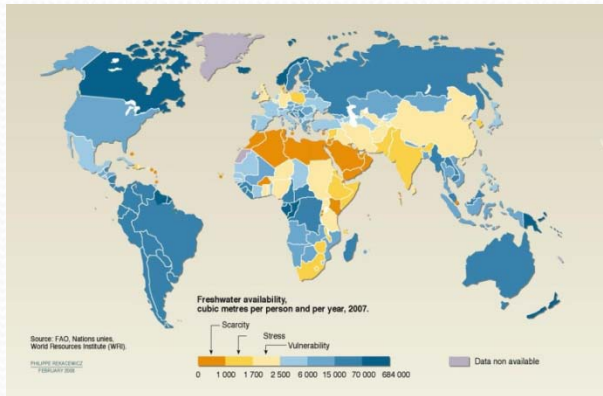 Freshwater availability,
cubic metres per person and per year, 2007.
Scarcity
Stress
Vulnerability
0 1 000 1 700 2 500 6 000 15 000 70 000 684 000
Data non available
Source: FAO, Nations unies,
World Resources Institute (WRI).
PHILIPPE REKACEWICZ
FEBRUARY 2008